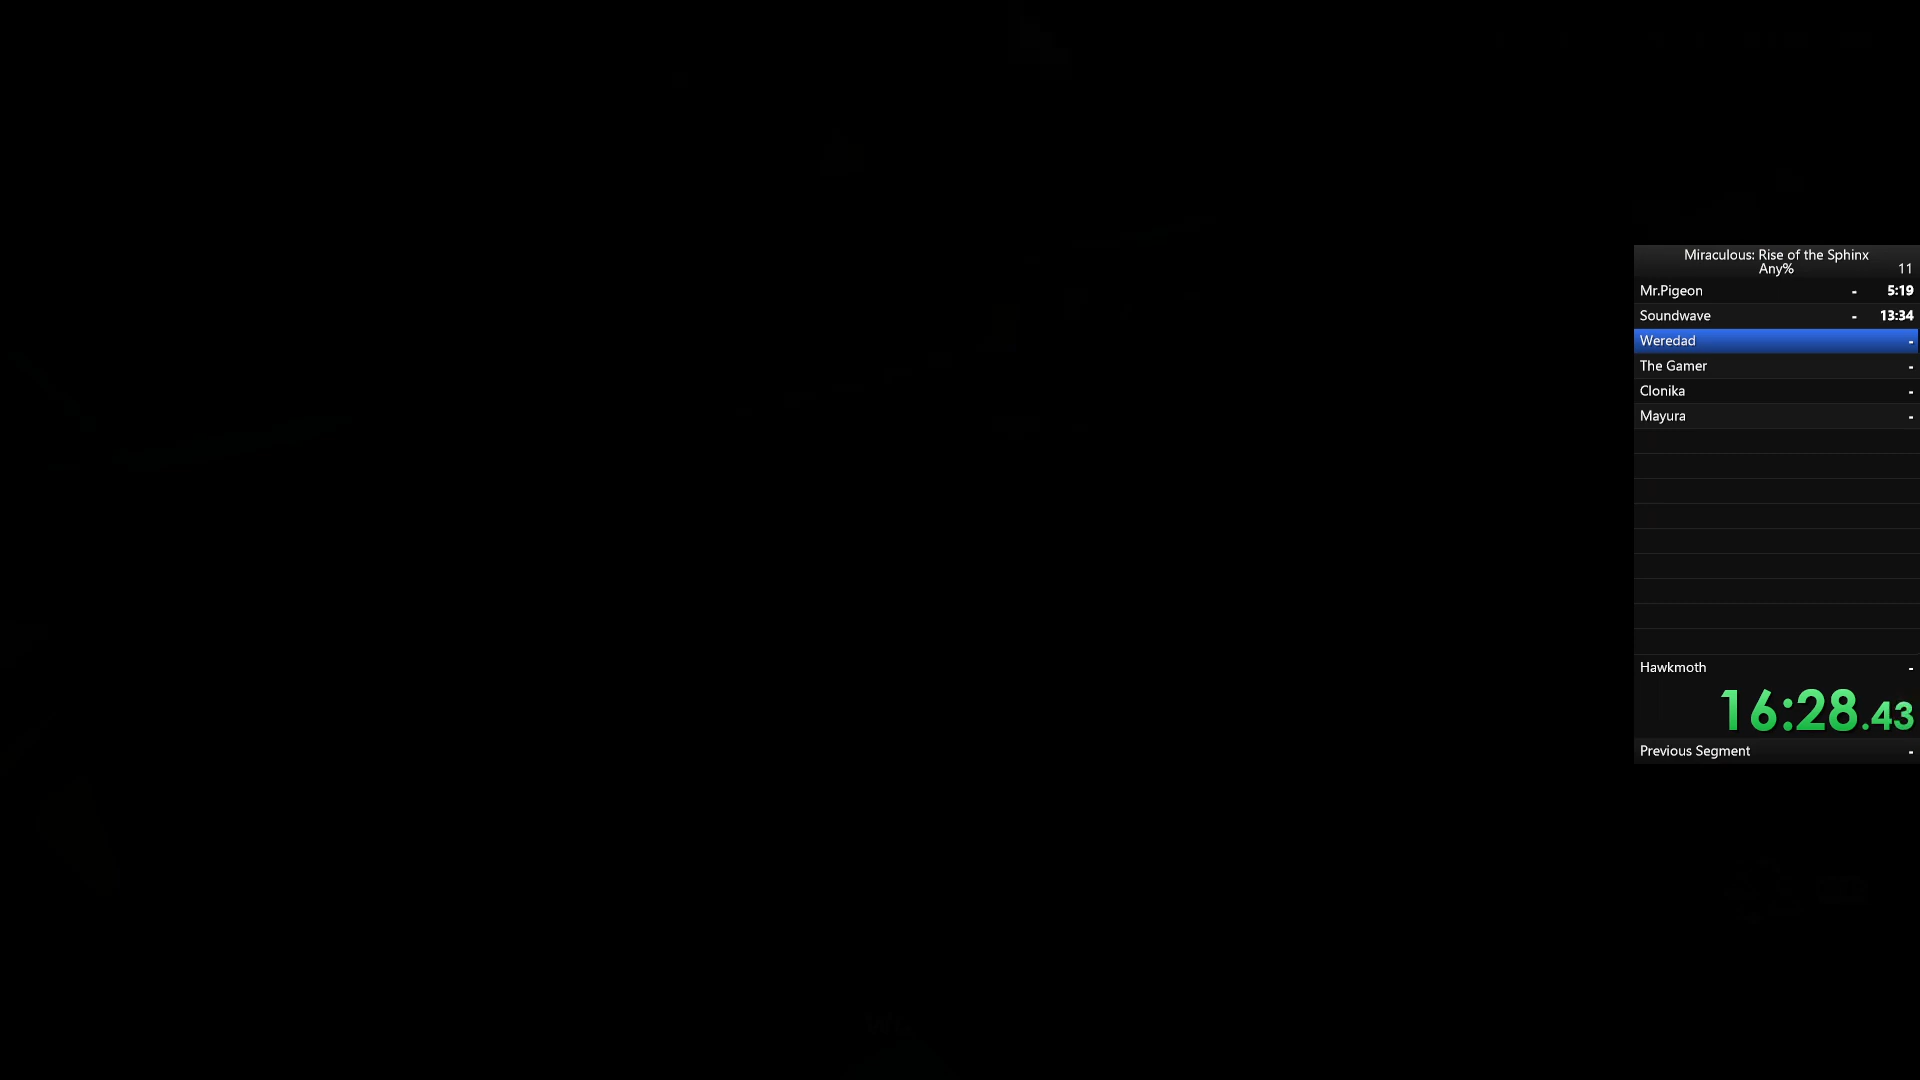 Miraculous: Rise of the Sphinx
Any% 11
Mr.Pigeon - 5:19
Soundwave - 13:34
Weredad -
The Gamer -
Clonika -
Mayura -
Hawkmoth -
16:28.43
Previous Segment -